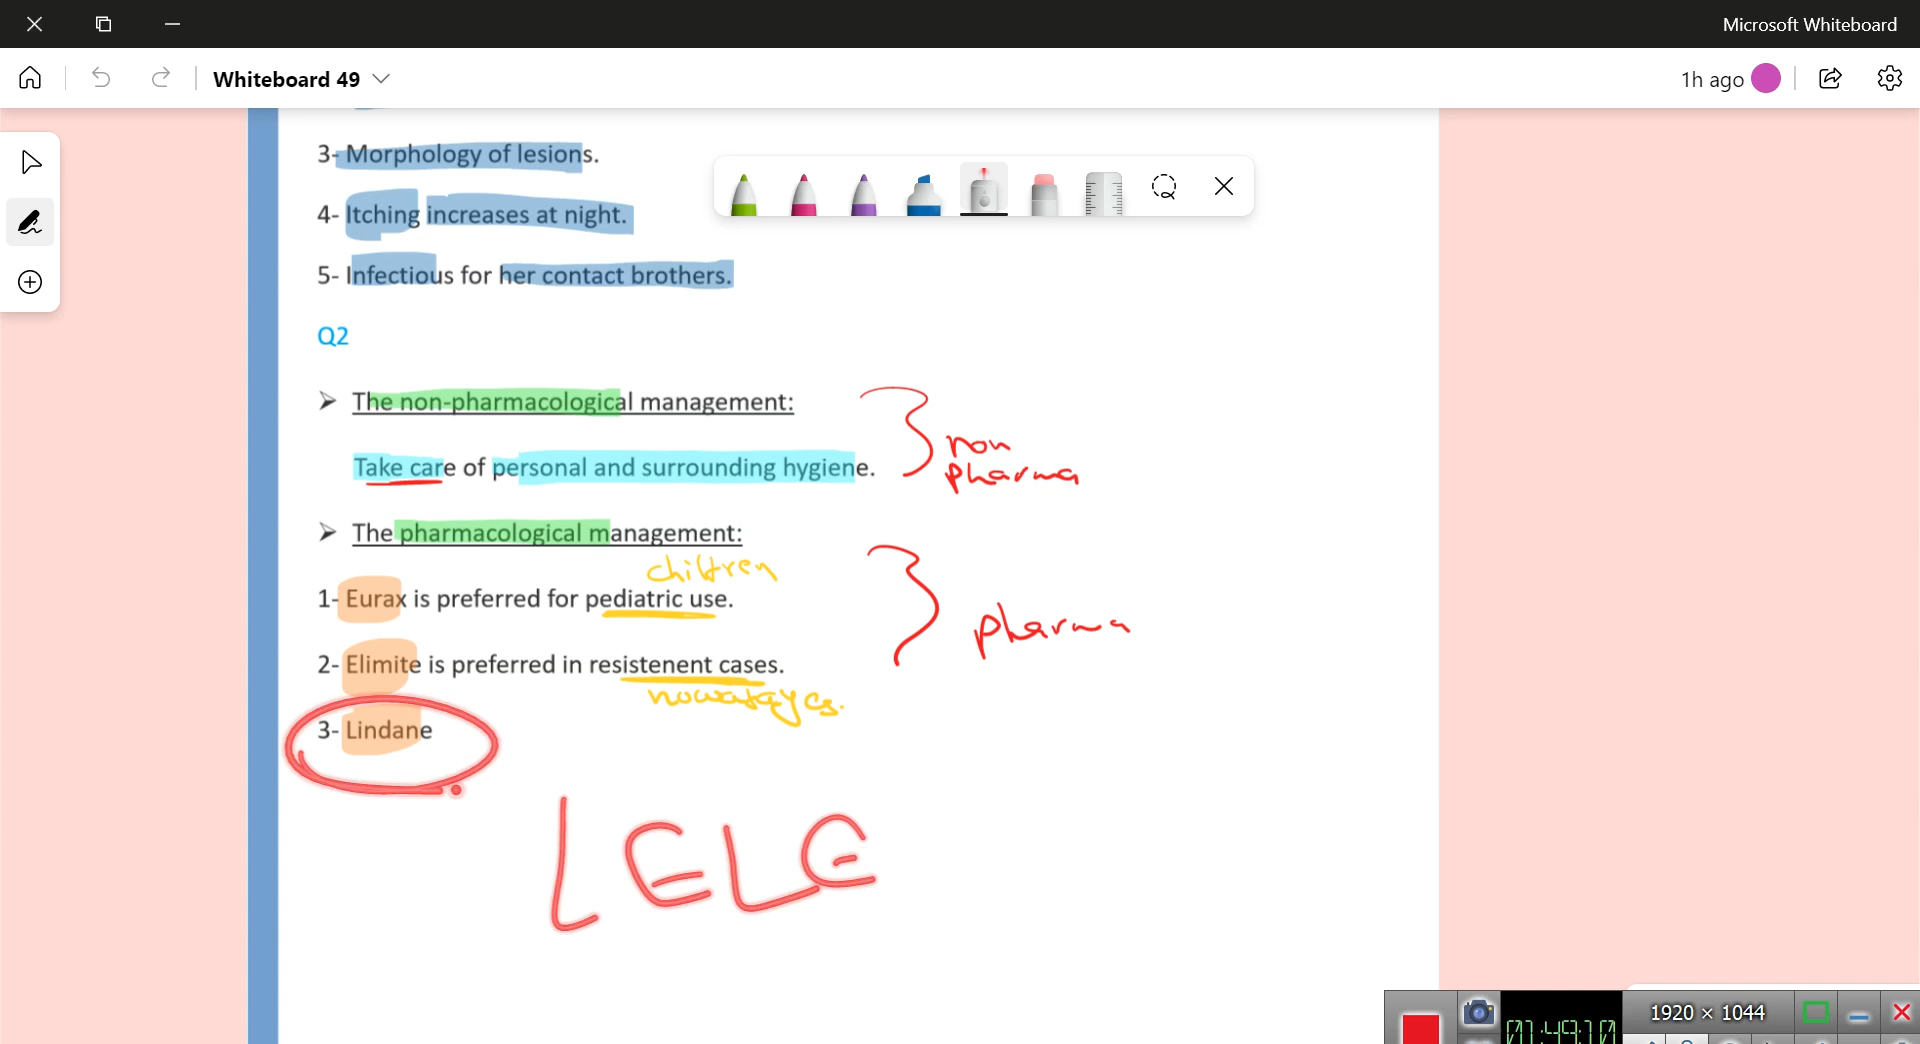 Microsoft Whiteboard
Whiteboard 49
1h ago
3- Morphology of lesions.
4- Itching increases at night.
5- Infectious for her contact brothers.
Q2
➢ The non-pharmacological management:
non
Take care of personal and surrounding hygiene.
pharma
➢ The pharmacological management:
1- Eurax is preferred for pediatric use.
pharma
2- Elimite is preferred in resistenent cases.
3- Lindane
LELE
1920 × 1044
01:49:10